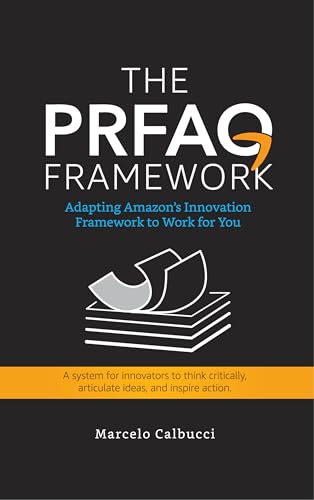 THE
PRFAQ
FRAMEWORK
Adapting Amazon's Innovation
Framework to Work for You
A system for innovators to think critically,
articulate ideas, and inspire action.
Marcelo Calbucci